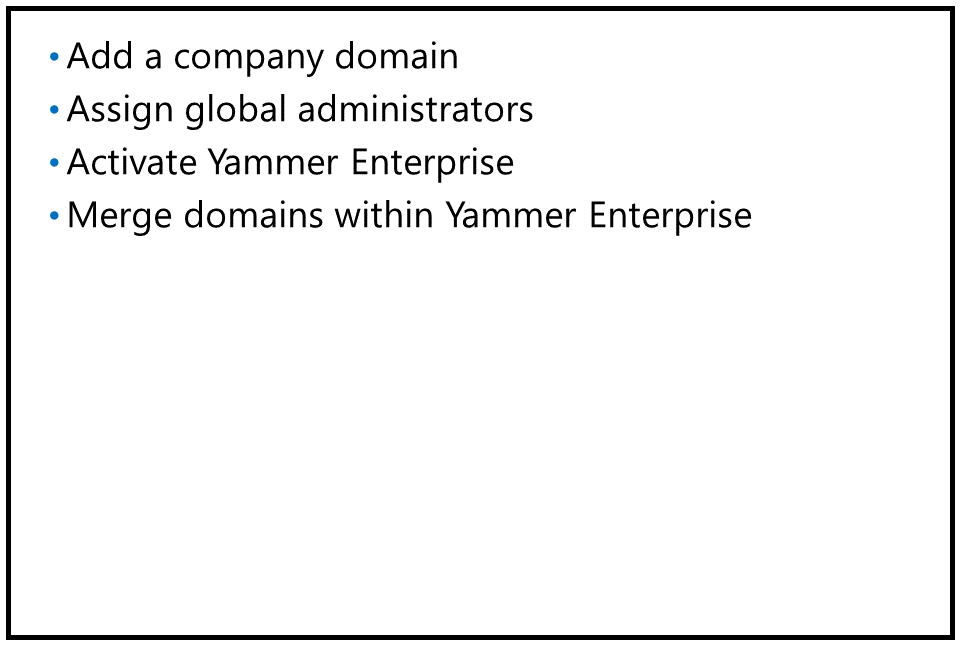 • Add a company domain
• Assign global administrators
• Activate Yammer Enterprise
• Merge domains within Yammer Enterprise